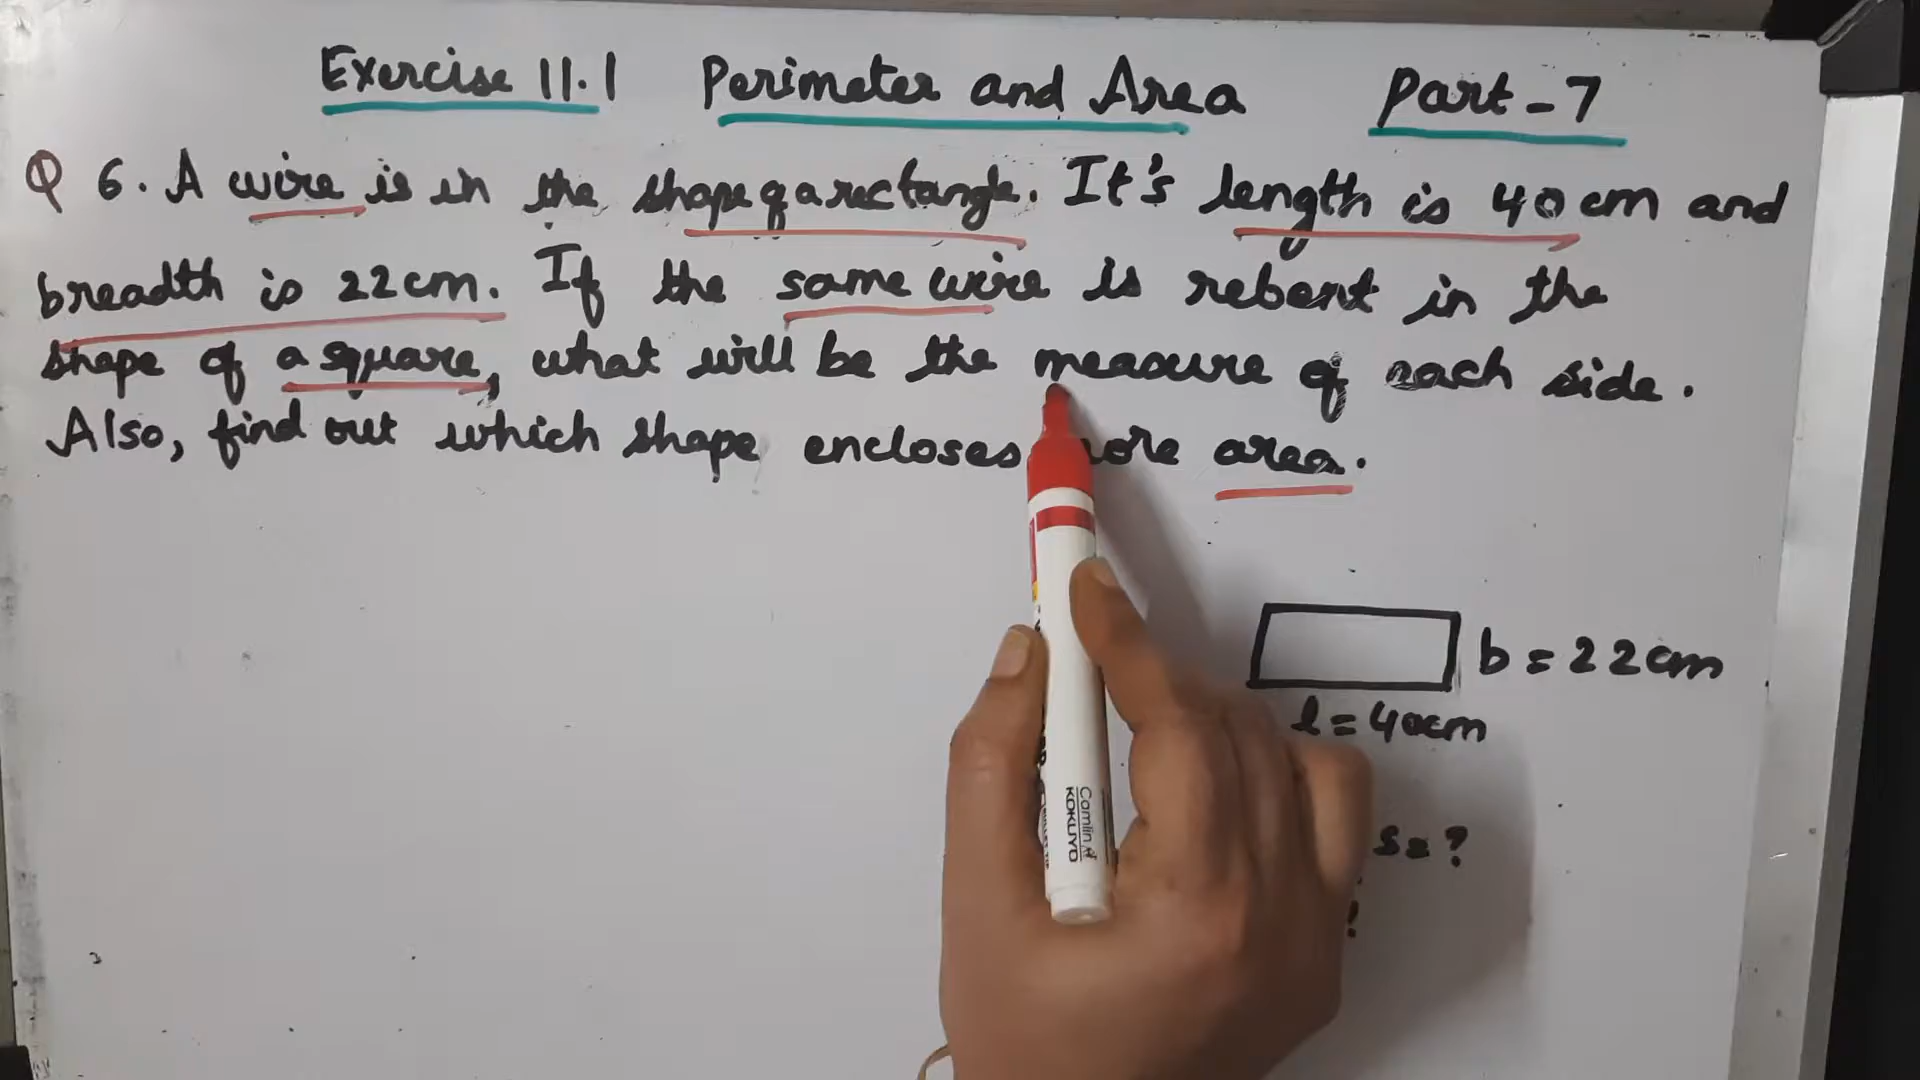 Exercise 11.1 Perimeter and Area Part-7
Q 6. A wire is in the shape of a rectangle. It's length is 40 cm and
breadth is 22cm. If the same wire is rebent in the
shape of a square, what will be the measure of each side.
Also, find out which shape encloses more area.
b = 22cm
l = 40cm
s = ?
?
Camlin
KOKUYO